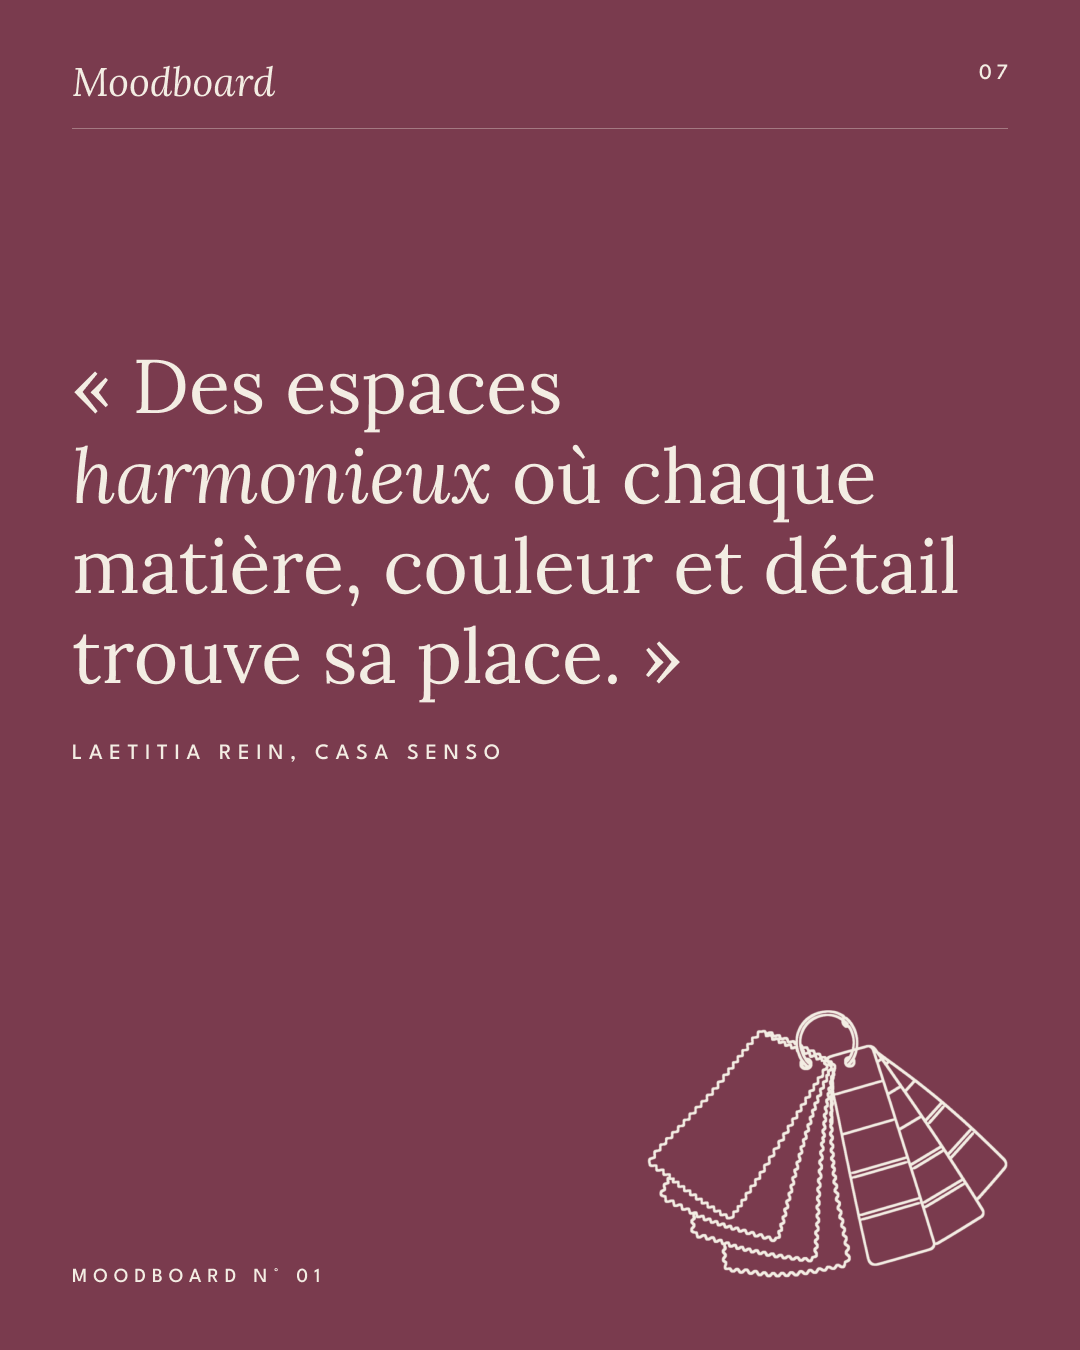 Moodboard
07
« Des espaces
harmonieux où chaque
matière, couleur et détail
trouve sa place. »
LAETITIA REIN, CASA SENSO
MOODBOARD N° 01